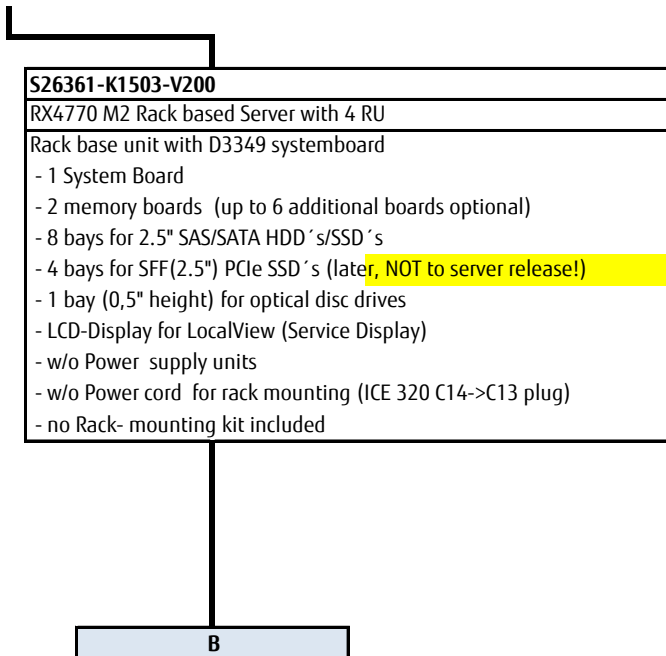 S26361-K1503-V200
RX4770 M2 Rack based Server with 4 RU
Rack base unit with D3349 systemboard
- 1 System Board
- 2 memory boards  (up to 6 additional boards optional)
- 8 bays for 2.5" SAS/SATA HDD´s/SSD´s
- 4 bays for SFF(2.5") PCIe SSD´s (later, NOT to server release!)
- 1 bay (0,5" height) for optical disc drives
- LCD-Display for LocalView (Service Display)
- w/o Power  supply units
- w/o Power cord  for rack mounting (ICE 320 C14->C13 plug)
- no Rack- mounting kit included
B